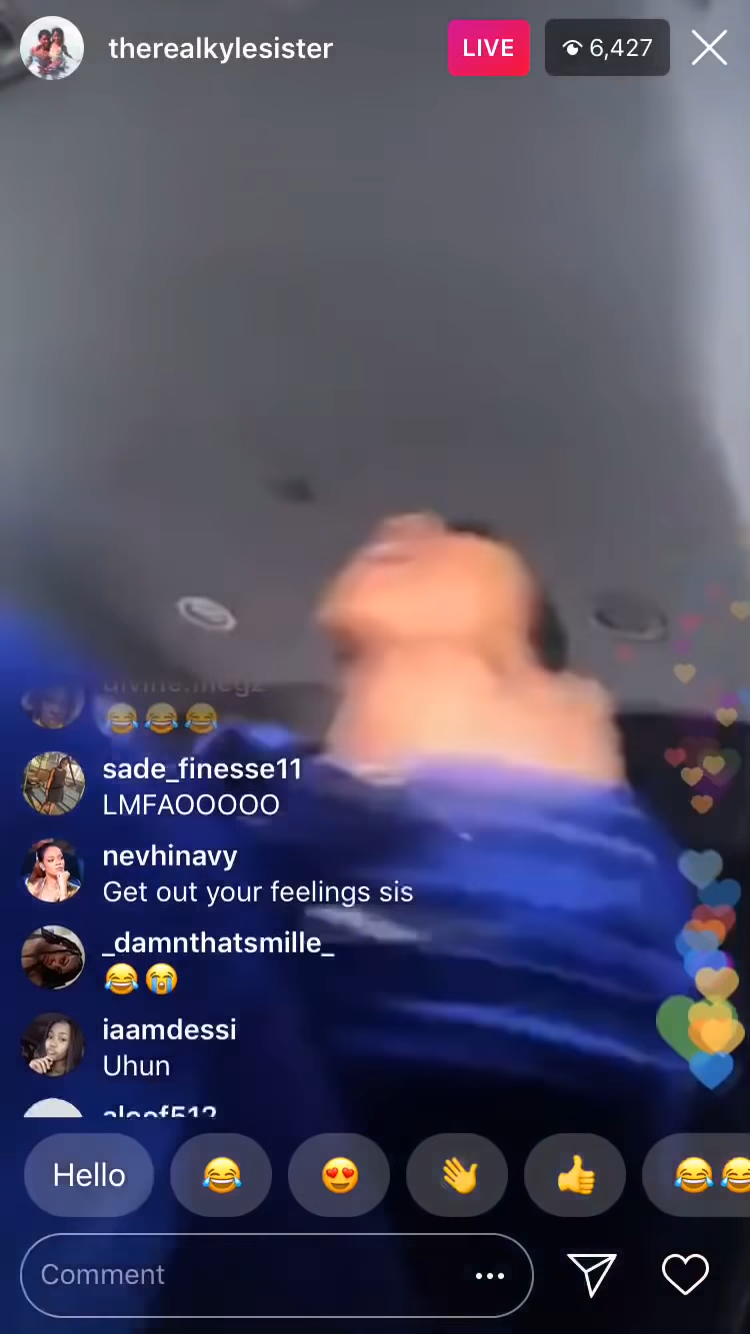 therealkylesister
LIVE
6,427
😂😂😂
sade_finesse11
LMFAOOOOO
nevhinavy
Get out your feelings sis
_damnthatsmille_
😂😭
iaamdessi
Uhun
Hello
😂
😍
👋
👍
😂😂
Comment